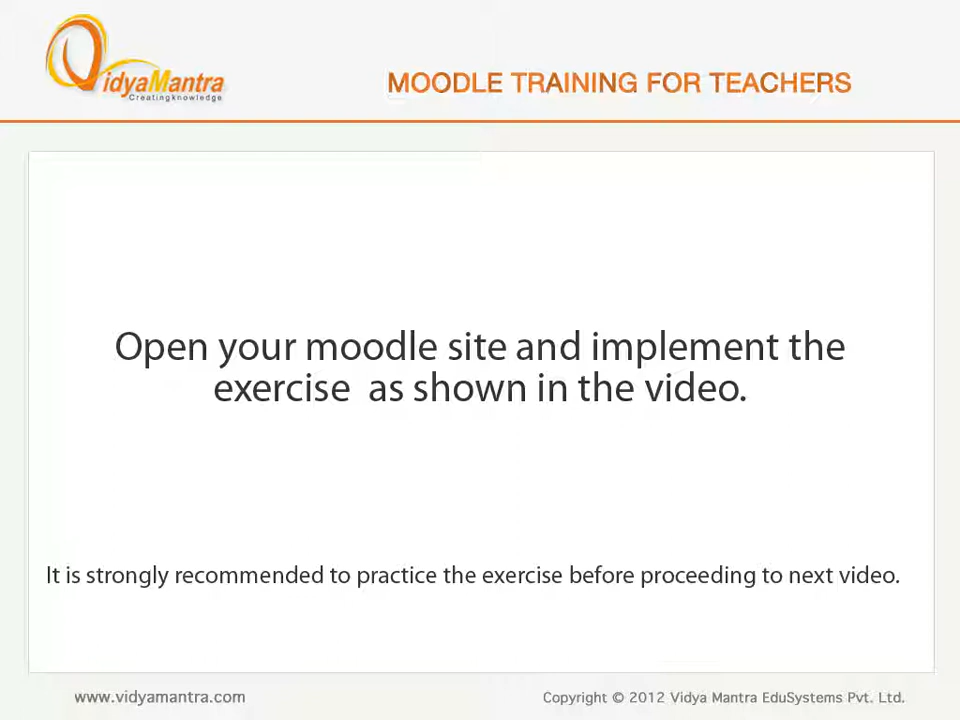 VidyaMantra
Creatingknowledge
MOODLE TRAINING FOR TEACHERS
Open your moodle site and implement the
exercise as shown in the video.
It is strongly recommended to practice the exercise before proceeding to next video.
www.vidyamantra.com
Copyright © 2012 Vidya Mantra EduSystems Pvt. Ltd.